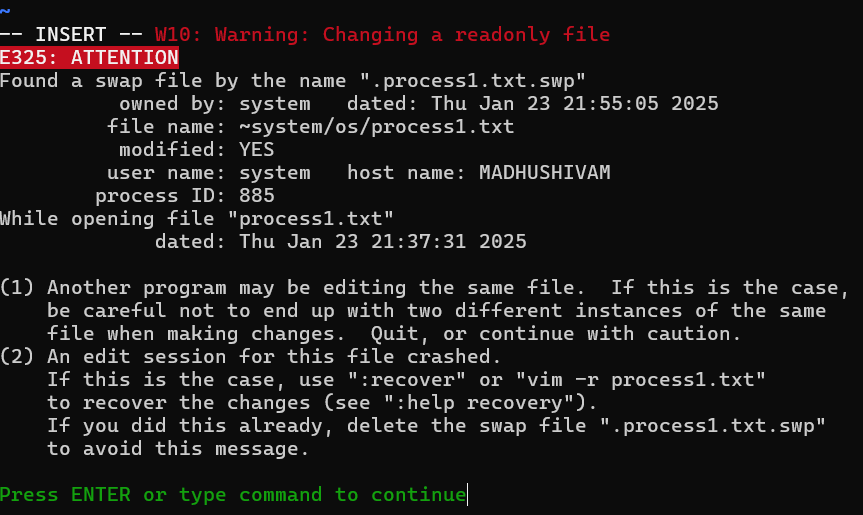 ~
-- INSERT -- W10: Warning: Changing a readonly file
E325: ATTENTION
Found a swap file by the name ".process1.txt.swp"
          owned by: system   dated: Thu Jan 23 21:55:05 2025
         file name: ~system/os/process1.txt
          modified: YES
         user name: system   host name: MADHUSHIVAM
        process ID: 885
While opening file "process1.txt"
             dated: Thu Jan 23 21:37:31 2025

(1) Another program may be editing the same file.  If this is the case,
    be careful not to end up with two different instances of the same
    file when making changes.  Quit, or continue with caution.
(2) An edit session for this file crashed.
    If this is the case, use ":recover" or "vim -r process1.txt"
    to recover the changes (see ":help recovery").
    If you did this already, delete the swap file ".process1.txt.swp"
    to avoid this message.

Press ENTER or type command to continue